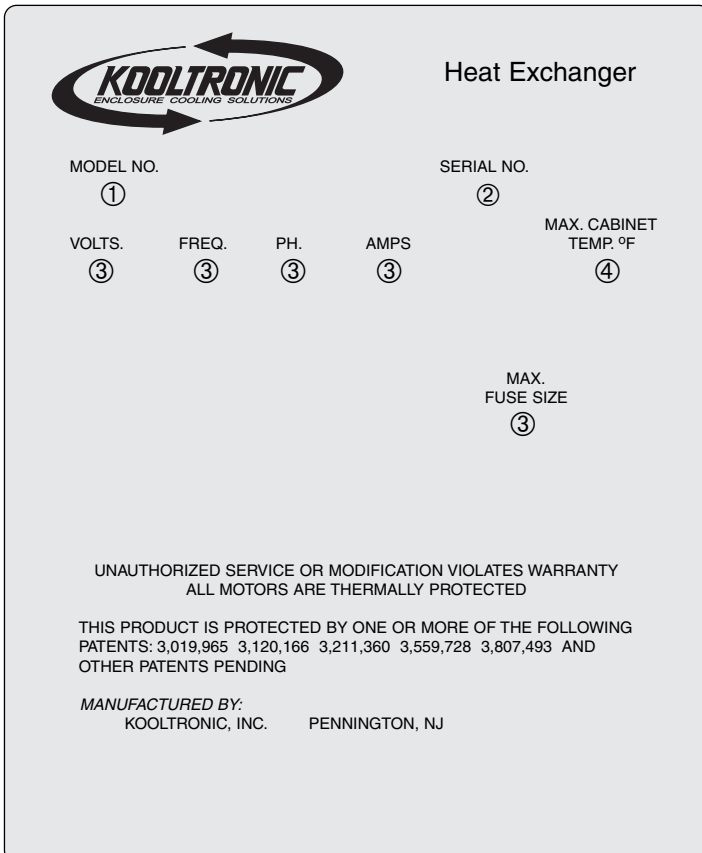 KOOLTRONIC
ENCLOSURE COOLING SOLUTIONS
Heat Exchanger
MODEL NO. SERIAL NO.
① ②
MAX. CABINET
VOLTS. FREQ. PH. AMPS TEMP. ºF
③ ③ ③ ③ ④
MAX.
FUSE SIZE
③
UNAUTHORIZED SERVICE OR MODIFICATION VIOLATES WARRANTY
ALL MOTORS ARE THERMALLY PROTECTED
THIS PRODUCT IS PROTECTED BY ONE OR MORE OF THE FOLLOWING
PATENTS: 3,019,965 3,120,166 3,211,360 3,559,728 3,807,493 AND
OTHER PATENTS PENDING
MANUFACTURED BY:
KOOLTRONIC, INC. PENNINGTON, NJ